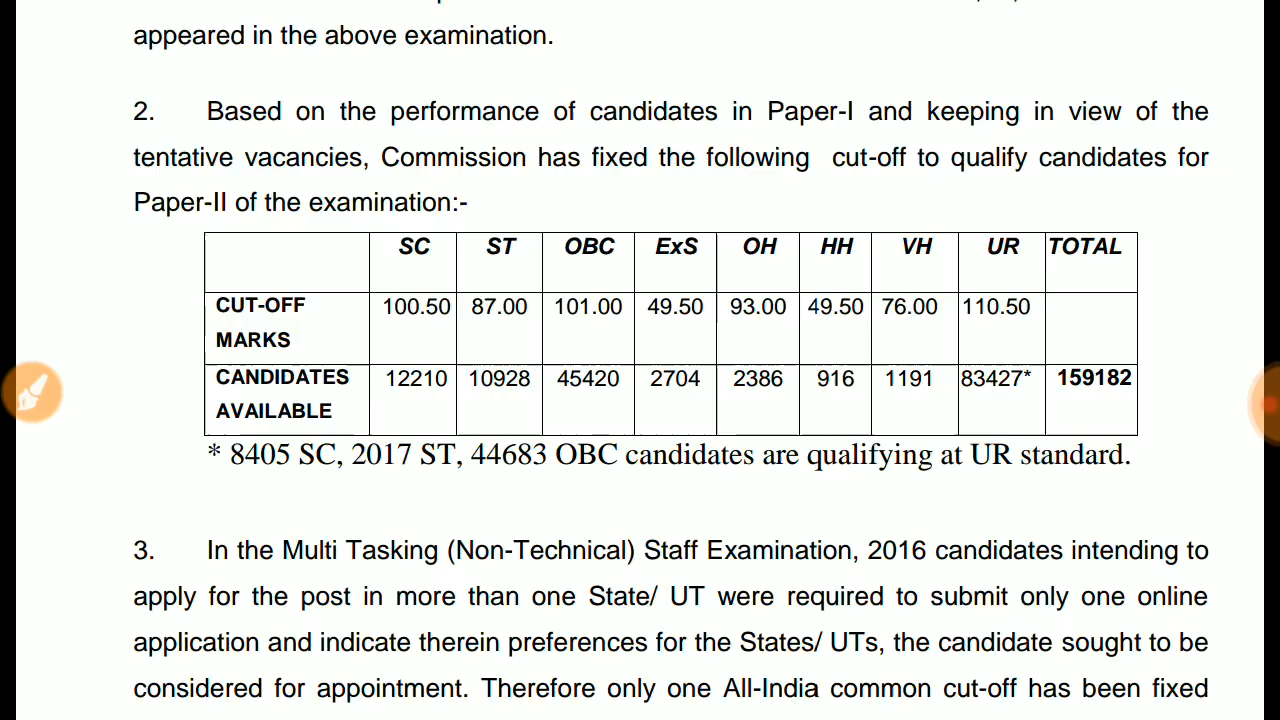 appeared in the above examination.
2. Based on the performance of candidates in Paper-I and keeping in view of the
tentative vacancies, Commission has fixed the following cut-off to qualify candidates for
Paper-II of the examination:-
SC ST OBC ExS OH HH VH UR TOTAL
CUT-OFF MARKS 100.50 87.00 101.00 49.50 93.00 49.50 76.00 110.50
CANDIDATES AVAILABLE 12210 10928 45420 2704 2386 916 1191 83427* 159182
* 8405 SC, 2017 ST, 44683 OBC candidates are qualifying at UR standard.
3. In the Multi Tasking (Non-Technical) Staff Examination, 2016 candidates intending to
apply for the post in more than one State/ UT were required to submit only one online
application and indicate therein preferences for the States/ UTs, the candidate sought to be
considered for appointment. Therefore only one All-India common cut-off has been fixed